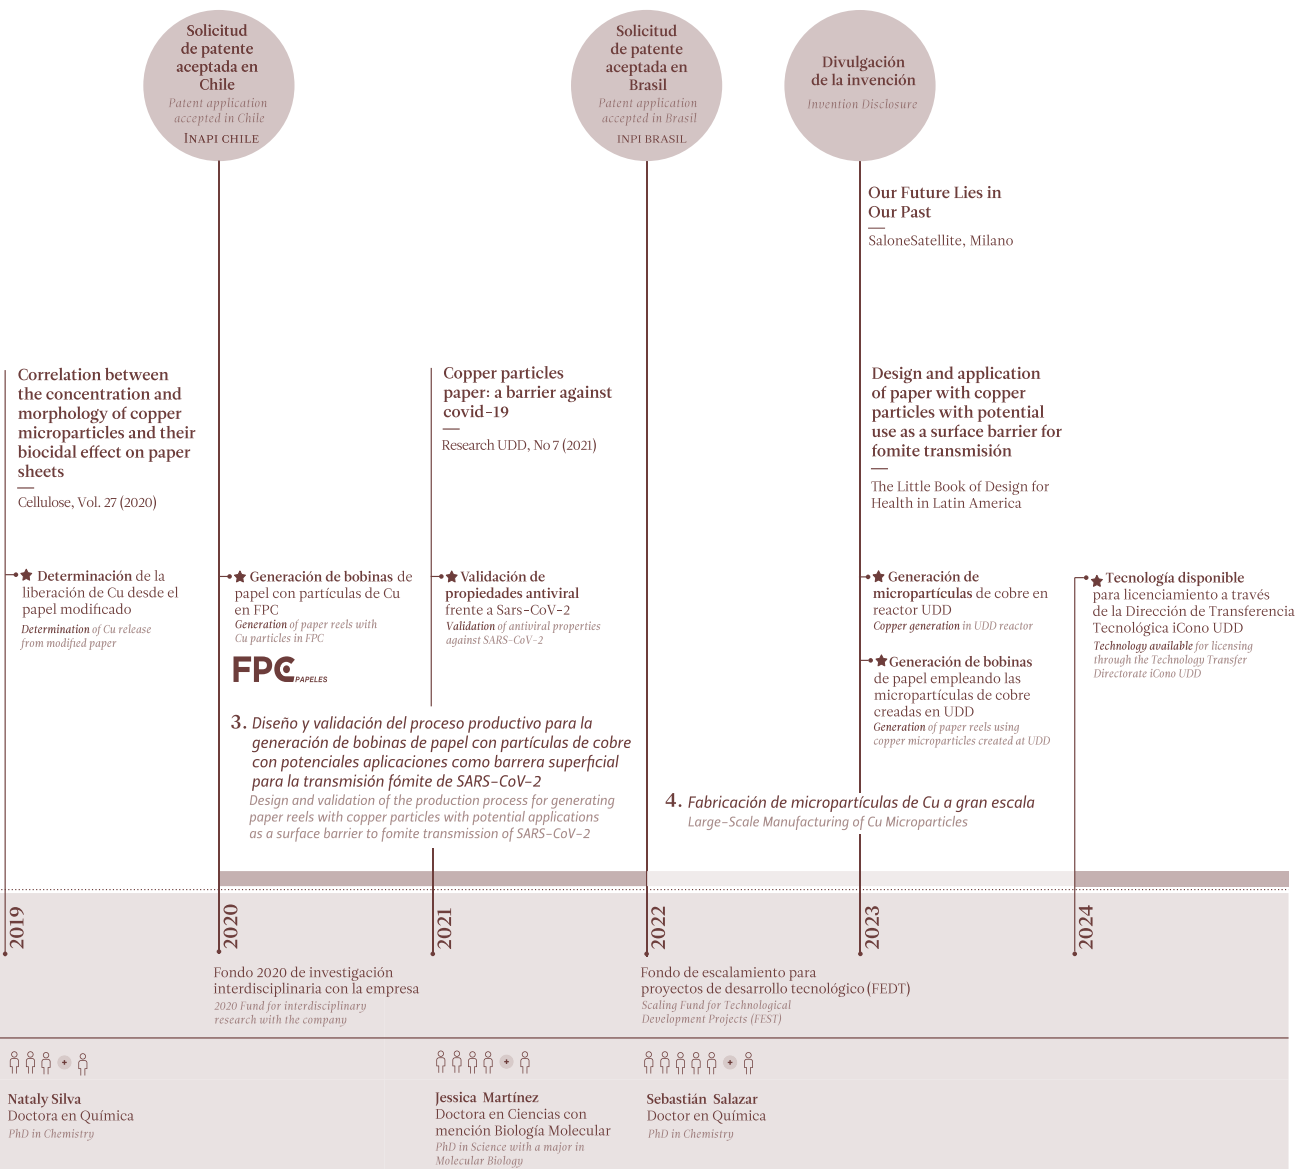 Solicitud
de patente
aceptada en
Chile
Patent application
accepted in Chile
INAPI CHILE
Solicitud
de patente
aceptada en
Brasil
Patent application
accepted in Brasil
INPI BRASIL
Divulgación
de la invención
Invention Disclosure
Our Future Lies in
Our Past
SaloneSatellite, Milano
Correlation between
the concentration and
morphology of copper
microparticles and their
biocidal effect on paper
sheets
Cellulose, Vol. 27 (2020)
Copper particles
paper: a barrier against
covid-19
Research UDD, No 7 (2021)
Design and application
of paper with copper
particles with potential
use as a surface barrier for
fomite transmisión
The Little Book of Design for
Health in Latin America
Determinación de la
liberación de Cu desde el
papel modificado
Determination of Cu release
from modified paper
Generación de bobinas de
papel con partículas de Cu
en FPC
Generation of paper reels with
Cu particles in FPC
FPC PAPELES
Validación de
propiedades antiviral
frente a Sars-CoV-2
Validation of antiviral properties
against SARS-CoV-2
Generación de
micropartículas de cobre en
reactor UDD
Copper generation in UDD reactor
Generación de bobinas
de papel empleando las
micropartículas de cobre
creadas en UDD
Generation of paper reels using
copper microparticles created at UDD
Tecnología disponible
para licenciamiento a través
de la Dirección de Transferencia
Tecnológica iCono UDD
Technology available for licensing
through the Technology Transfer
Directorate iCono UDD
3. Diseño y validación del proceso productivo para la
generación de bobinas de papel con partículas de cobre
con potenciales aplicaciones como barrera superficial
para la transmisión fómite de SARS-CoV-2
Design and validation of the production process for generating
paper reels with copper particles with potential applications
as a surface barrier to fomite transmission of SARS-CoV-2
4. Fabricación de micropartículas de Cu a gran escala
Large-Scale Manufacturing of Cu Microparticles
2019
2020
2021
2022
2023
2024
Fondo 2020 de investigación
interdisciplinaria con la empresa
2020 Fund for interdisciplinary
research with the company
Fondo de escalamiento para
proyectos de desarrollo tecnológico (FEDT)
Scaling Fund for Technological
Development Projects (FEST)
+
+
+
Nataly Silva
Doctora en Química
PhD in Chemistry
Jessica Martínez
Doctora en Ciencias con
mención Biología Molecular
PhD in Science with a major in
Molecular Biology
Sebastián Salazar
Doctor en Química
PhD in Chemistry